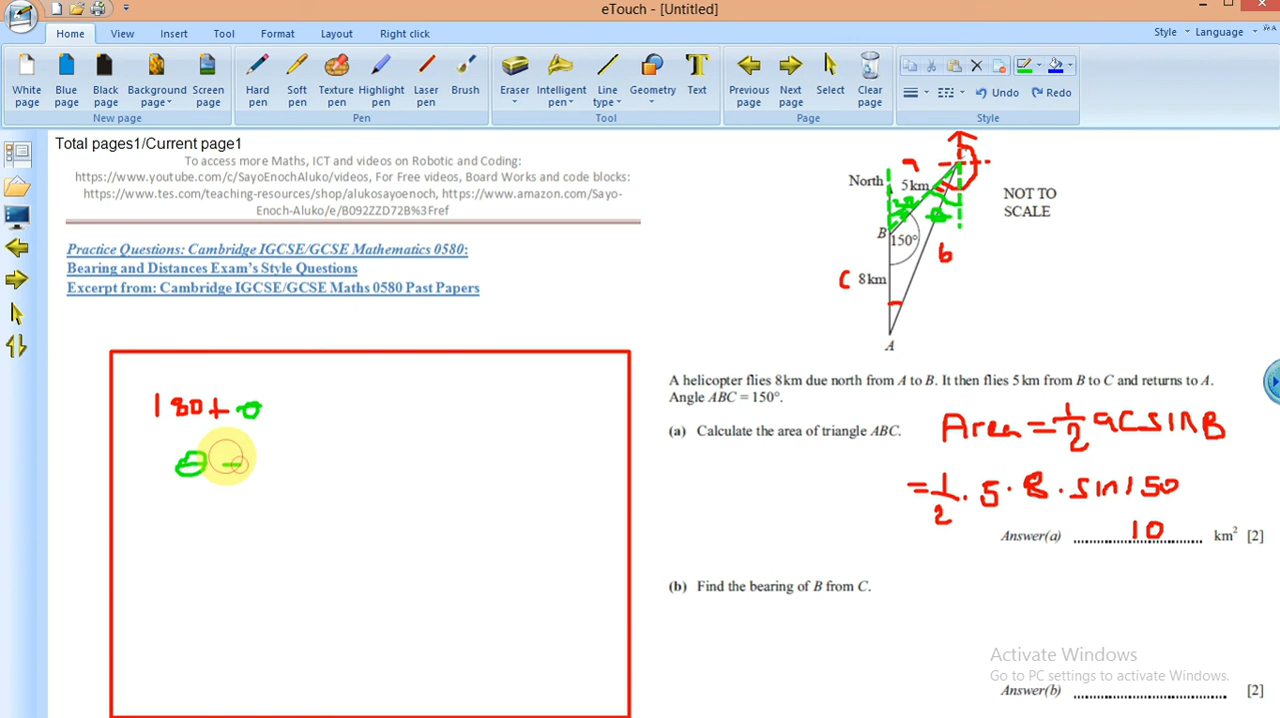 eTouch - [Untitled]
Home View Insert Tool Format Layout Right click Style Language
White page Blue page Black page Background page Screen page Hard pen Soft pen Texture pen Highlight pen Laser pen Brush Eraser Intelligent pen Line type Geometry Text Previous page Next page Select Clear page Undo Redo
New page Pen Tool Page Style
Total pages1/Current page1
To access more Maths, ICT and videos on Robotic and Coding:
https://www.youtube.com/c/SayoEnochAluko/videos, For Free Videos, Board Works and code blocks:
https://www.tes.com/teaching-resources/shop/alukosayoenoch, https://www.amazon.com/Sayo-
Enoch-Aluko/e/B092ZZD72B%3Fref
Practice Questions: Cambridge IGCSE/GCSE Mathematics 0580:
Bearing and Distances Exam's Style Questions
Excerpt from: Cambridge IGCSE/GCSE Maths 0580 Past Papers
180+θ
θ =
North
5km
B
150°
b
C 8km
A
NOT TO
SCALE
A helicopter flies 8km due north from A to B. It then flies 5km from B to C and returns to A.
Angle ABC = 150°.
(a) Calculate the area of triangle ABC.
Area = 1/2 acsinB
= 1/2 . 5 . 8 . sin150
Answer(a) 10 km² [2]
(b) Find the bearing of B from C.
Answer(b) [2]
Activate Windows
Go to PC settings to activate Windows.